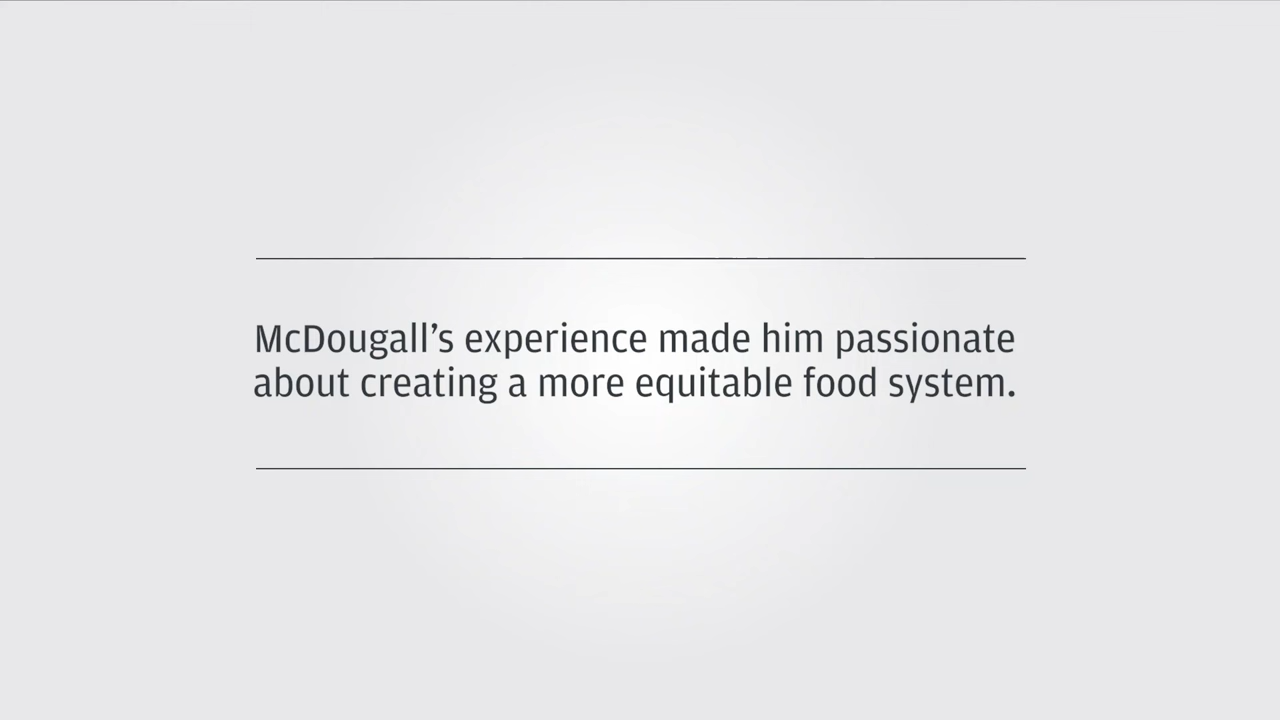 McDougall’s experience made him passionate
about creating a more equitable food system.